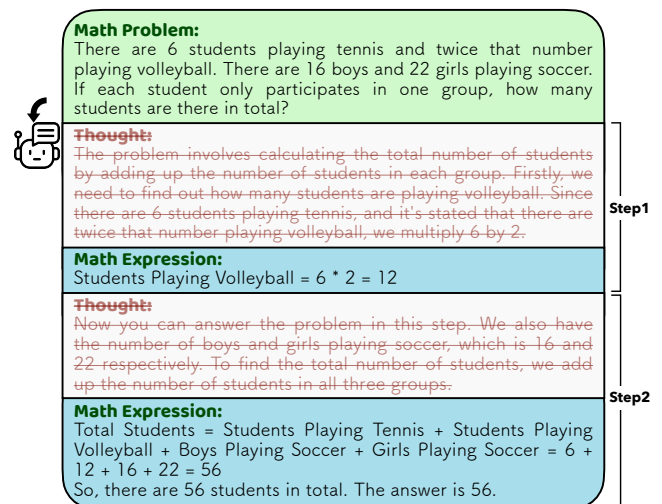 Math Problem:
There are 6 students playing tennis and twice that number
playing volleyball. There are 16 boys and 22 girls playing soccer.
If each student only participates in one group, how many
students are there in total?
Thought:
The problem involves calculating the total number of students
by adding up the number of students in each group. Firstly, we
need to find out how many students are playing volleyball. Since
there are 6 students playing tennis, and it's stated that there are
twice that number playing volleyball, we multiply 6 by 2.
Step1
Math Expression:
Students Playing Volleyball = 6 * 2 = 12
Thought:
Now you can answer the problem in this step. We also have
the number of boys and girls playing soccer, which is 16 and
22 respectively. To find the total number of students, we add
up the number of students in all three groups.
Step2
Math Expression:
Total Students = Students Playing Tennis + Students Playing
Volleyball + Boys Playing Soccer + Girls Playing Soccer = 6 +
12 + 16 + 22 = 56
So, there are 56 students in total. The answer is 56.